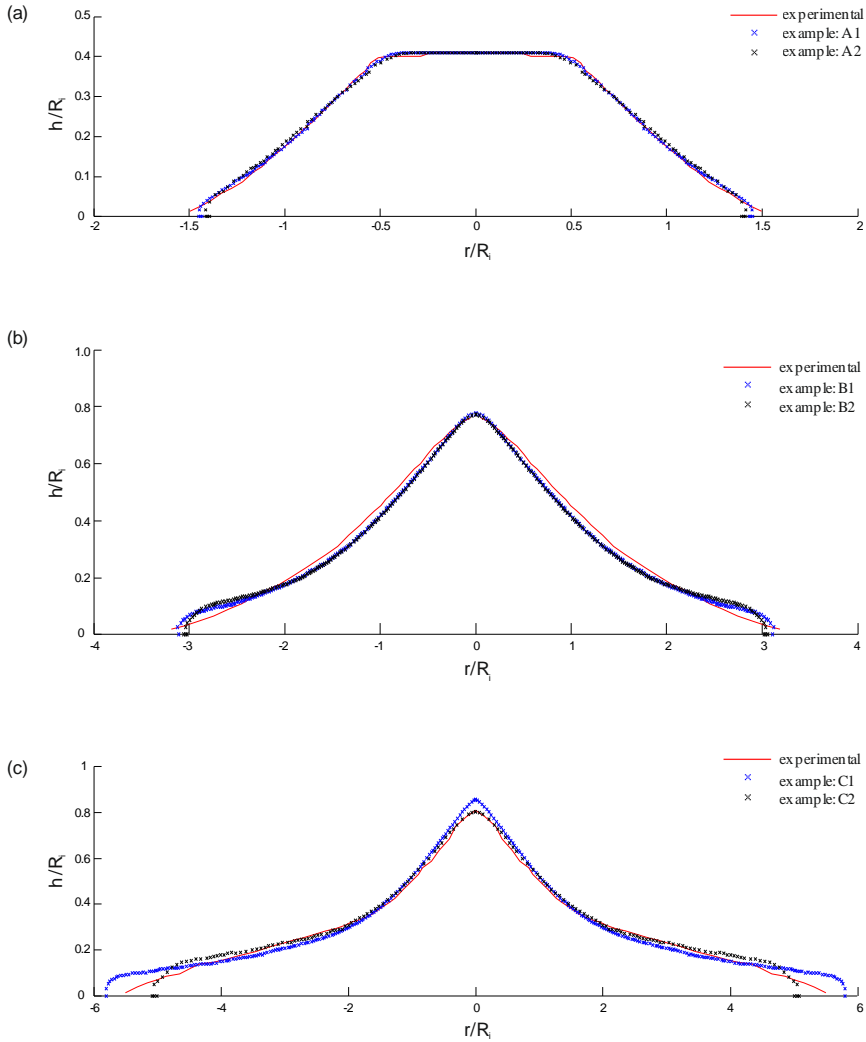 (a)
0.5
0.4
0.3
0.2
0.1
0
h/Ri
-2
-1.5
-1
-0.5
0
0.5
1
1.5
2
r/Ri
experimental
example: A1
example: A2
(b)
1.0
0.8
0.6
0.4
0.2
0
h/Ri
-4
-3
-2
-1
0
1
2
3
4
r/Ri
experimental
example: B1
example: B2
(c)
1
0.8
0.6
0.4
0.2
0
h/Ri
-6
-4
-2
0
2
4
6
r/Ri
experimental
example: C1
example: C2